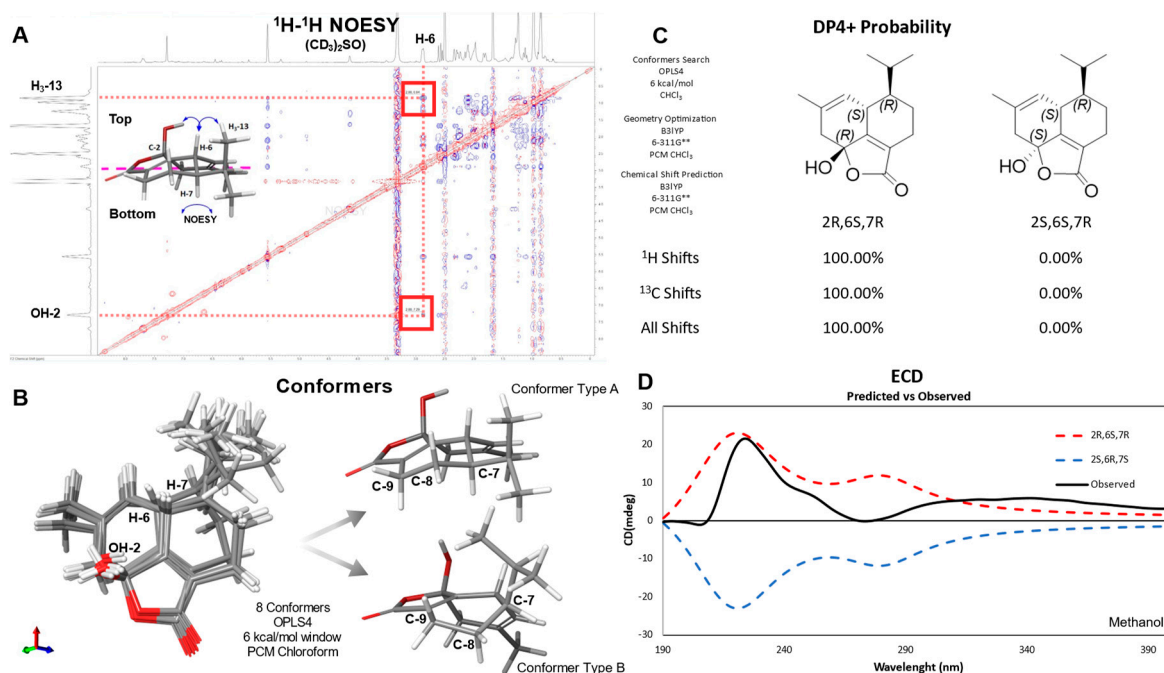 A
¹H-¹H NOESY
(CD₃)₂SO)
H-6
H₃-13
Top
H₃-13
C-2
H-6
H-7
Bottom
NOESY
NOESY
OH-2
B
Conformers
Conformer Type A
H-7
H-6
OH-2
C-9
C-8
C-7
8 Conformers
OPLS4
6 kcal/mol window
PCM Chloroform
C-7
C-9
C-8
Conformer Type B
C
DP4+ Probability
Conformers Search
OPLS4
6 kcal/mol
CHCl₃
Geometry Optimization
B3lYP
6-311G**
PCM CHCl₃
Chemical Shift Prediction
B3lYP
6-311G**
PCM CHCl₃
(R)
(S)
(R)
HO
O
O
(R)
(S)
(S)
HO
O
O
2R,6S,7R
2S,6S,7R
¹H Shifts
100.00%
0.00%
¹³C Shifts
100.00%
0.00%
All Shifts
100.00%
0.00%
D
ECD
Predicted vs Observed
30
20
10
0
-10
-20
-30
CD(mdeg)
2R,6S,7R
2S,6R,7S
Observed
Methanol
190
240
290
340
390
Wavelenght (nm)